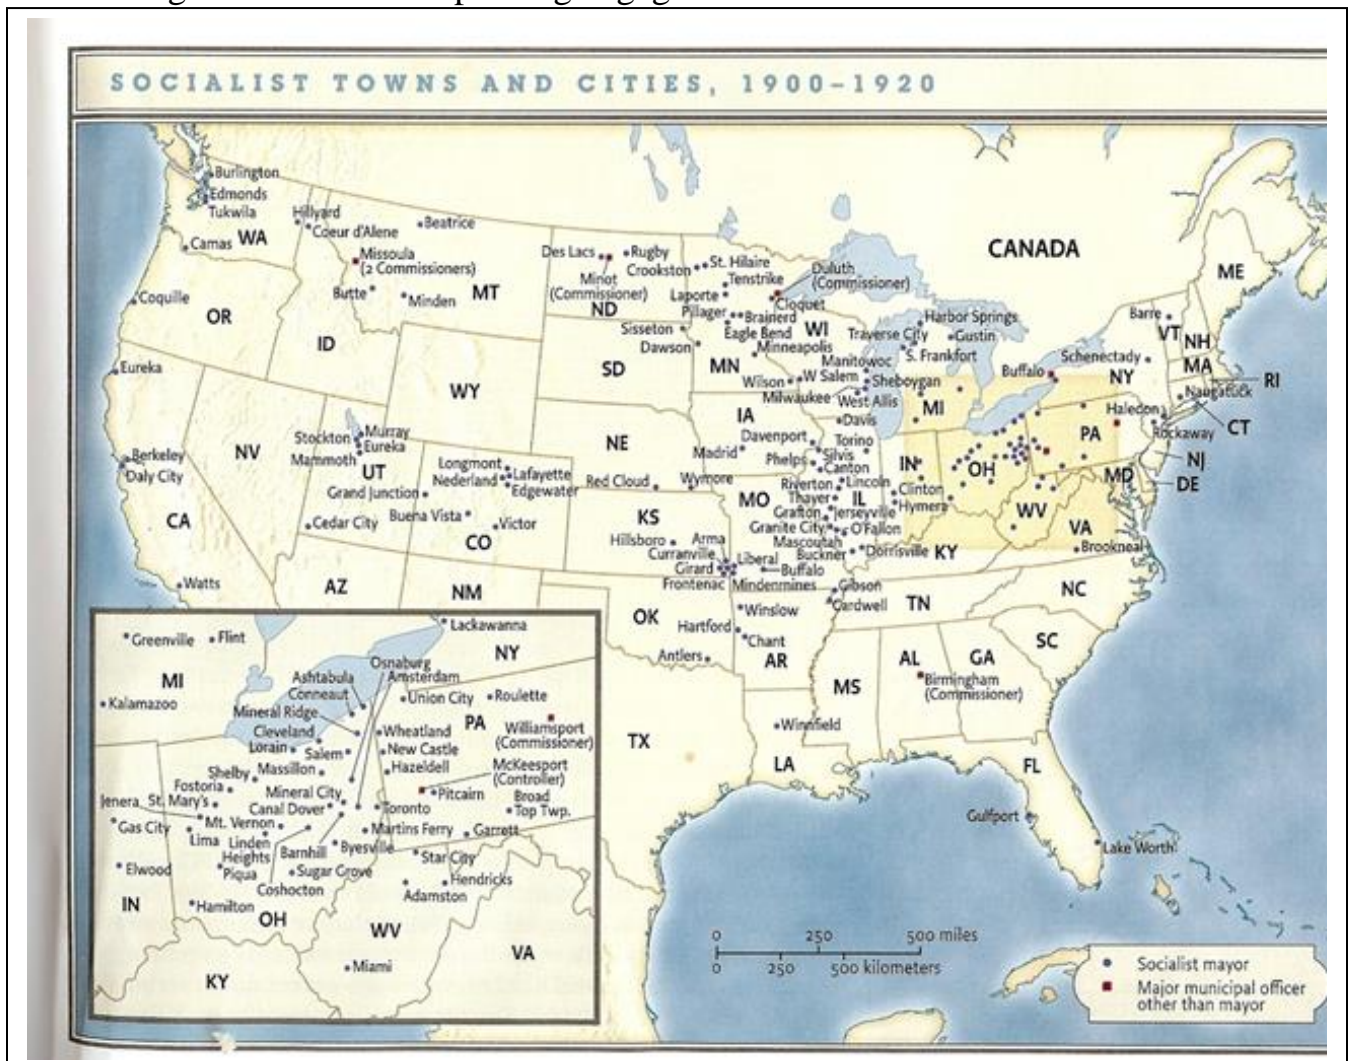 SOCIALIST TOWNS AND CITIES, 1900–1920
Burlington
Edmonds
Tukwila
Camas
WA
Hillyard
Coeur d'Alene
Beatrice
Missoula
(2 Commissioners)
Butte
Minden
MT
Des Lacs
Rugby
Minot
(Commissioner)
ND
Crookston
St. Hilaire
Tenstrike
Laporte
Pillager
Brainerd
Eagle Bend
Duluth
(Commissioner)
Cloquet
CANADA
ME
Coquille
OR
ID
WY
SD
Sisseton
Dawson
MN
Minneapolis
WI
Wilson
W Salem
Manitowoc
Sheboygan
Milwaukee
West Allis
Traverse City
Harbor Springs
Gustin
S. Frankfort
MI
Barre
VT
NH
MA
RI
Schenectady
NY
Buffalo
Naugatuck
CT
Haledon
Rockaway
NJ
PA
MD
DE
Eureka
NV
Stockton
Murray
Eureka
Mammoth
UT
Cedar City
Berkeley
Daly City
CA
Watts
Longmont
Nederland
Lafayette
Edgewater
Grand Junction
Buena Vista
Victor
CO
NE
Red Cloud
Wymore
IA
Madrid
Davenport
Phelps
Davis
Torino
Silvis
Canton
Riverton
Lincoln
Thayer
IL
Grafton
Jerseyville
Granite City
O'Fallon
Mascoutah
Buckner
Dorrisville
IN
Clinton
Hymera
OH
WV
VA
Brookneal
KY
KS
Hillsboro
Arma
Curranville
Girard
Frontenac
MO
Liberal
Buffalo
Mindenmines
Gibson
Cardwell
AZ
NM
OK
Antlers
Winslow
Hartford
Chant
AR
TN
NC
SC
MS
AL
GA
Birmingham
(Commissioner)
TX
Winnfield
LA
FL
Gulfport
Lake Worth
Greenville
Flint
MI
Kalamazoo
Lackawanna
NY
Osnaburg
Amsterdam
Ashtabula
Conneaut
Mineral Ridge
Cleveland
Lorain
Salem
Union City
Roulette
PA
Wheatland
New Castle
Hazeldell
Williamsport
(Commissioner)
McKeesport
(Controller)
Pitcairn
Broad
Top Twp.
Shelby
Massillon
Fostoria
Mineral City
Jenera
St. Mary's
Canal Dover
Toronto
Gas City
Mt. Vernon
Martins Ferry
Garrett
Lima
Linden
Heights
Barnhill
Byesville
Star City
Elwood
Piqua
Sugar Grove
Hendricks
Coshocton
Adamston
IN
Hamilton
OH
WV
VA
KY
Miami
0 250 500 miles
0 250 500 kilometers
Socialist mayor
Major municipal officer
other than mayor